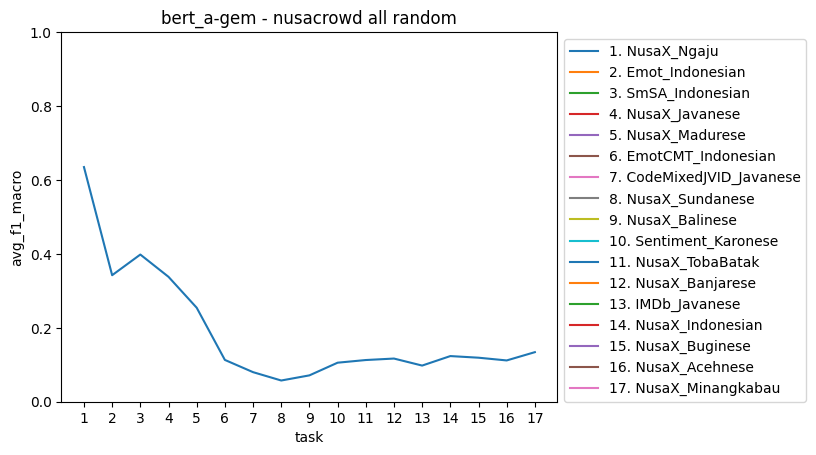 bert_a-gem - nusacrowd all random
1.0
0.8
0.6
0.4
0.2
0.0
avg_f1_macro
1 2 3 4 5 6 7 8 9 10 11 12 13 14 15 16 17
task
1. NusaX_Ngaju
2. Emot_Indonesian
3. SmSA_Indonesian
4. NusaX_Javanese
5. NusaX_Madurese
6. EmotCMT_Indonesian
7. CodeMixedJVID_Javanese
8. NusaX_Sundanese
9. NusaX_Balinese
10. Sentiment_Karonese
11. NusaX_TobaBatak
12. NusaX_Banjarese
13. IMDb_Javanese
14. NusaX_Indonesian
15. NusaX_Buginese
16. NusaX_Acehnese
17. NusaX_Minangkabau